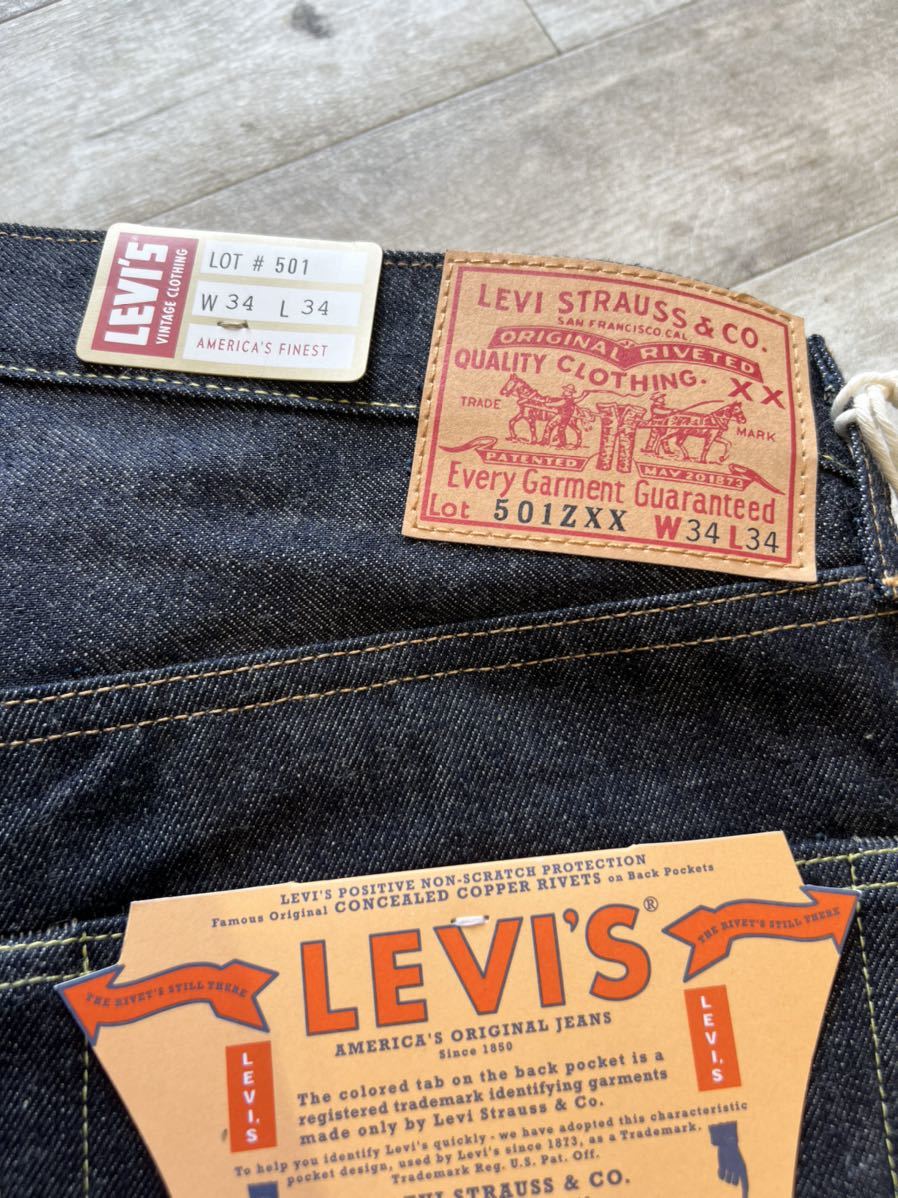 LEVI'S®
VINTAGE CLOTHING
LOT # 501
W 34 L 34
AMERICA'S FINEST
LEVI STRAUSS & CO.
SAN FRANCISCO, CAL.
ORIGINAL RIVETED
QUALITY CLOTHING.
XX
TRADE MARK
PATENTED MAY 20 1873
Every Garment Guaranteed
Lot 501ZXX W34 L34
LEVI'S POSITIVE NON-SCRATCH PROTECTION
Famous Original CONCEALED COPPER RIVETS on Back Pockets
LEVI'S®
THE RIVET'S STILL THERE
THE RIVET'S STILL THERE
AMERICA'S ORIGINAL JEANS
Since 1850
LEVI'S
LEVI'S
The colored tab on the back pocket is a
registered trademark identifying garments
made only by Levi Strauss & Co.
To help you identify Levi's quickly - we have adopted this characteristic
pocket design, used by Levi's since 1873, as a Trademark.
Trademark Reg. U.S. Pat. Off.
STRAUSS & CO.